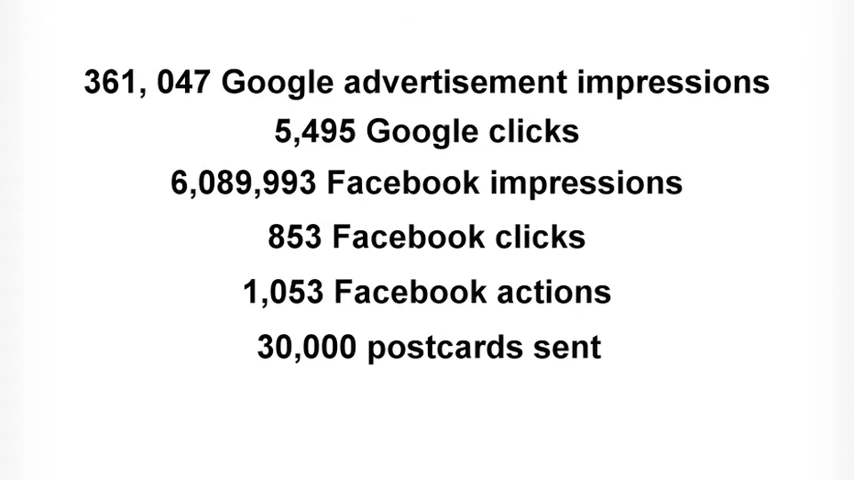 361, 047 Google advertisement impressions
5,495 Google clicks
6,089,993 Facebook impressions
853 Facebook clicks
1,053 Facebook actions
30,000 postcards sent